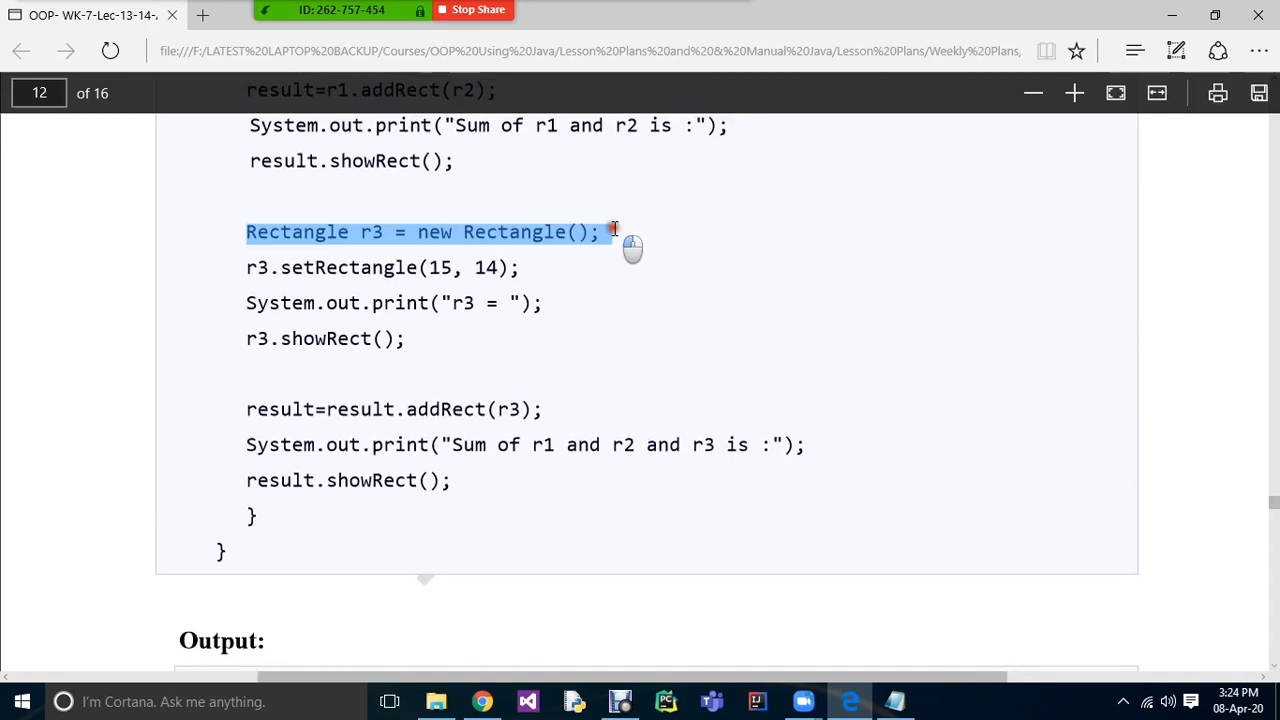 OOP- WK-7-Lec-13-14-
ID: 262-757-454
Stop Share
file:///F:/LATEST%20LAPTOP%20BACKUP/Courses/OOP%20Using%20Java/Lesson%20Plans%20and%20&%20Manual%20Java/Lesson%20Plans/Weekly%20Plans,
12 of 16
result=r1.addRect(r2);
System.out.print("Sum of r1 and r2 is :");
result.showRect();
Rectangle r3 = new Rectangle();
r3.setRectangle(15, 14);
System.out.print("r3 = ");
r3.showRect();
result=result.addRect(r3);
System.out.print("Sum of r1 and r2 and r3 is :");
result.showRect();
}
}
Output:
I'm Cortana. Ask me anything.
3:24 PM
08-Apr-20